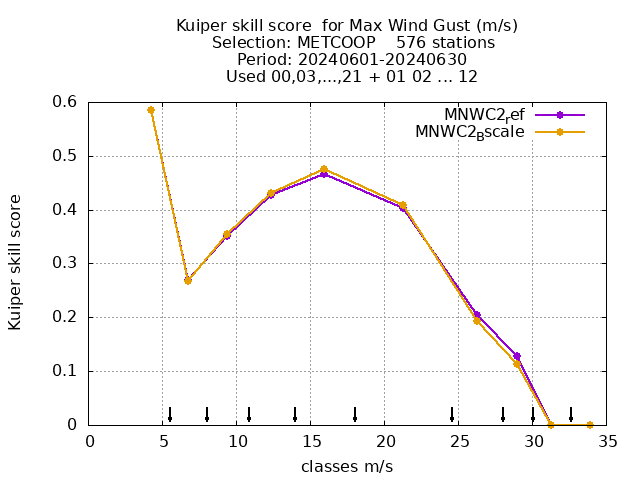 Kuiper skill score  for Max Wind Gust (m/s)
Selection: METCOOP    576 stations
Period: 20240601-20240630
Used 00,03,...,21 + 01 02 ... 12
MNWC2ref
MNWC2Bscale
0.6
0.5
0.4
0.3
0.2
0.1
0
Kuiper skill score
0 5 10 15 20 25 30 35
classes m/s